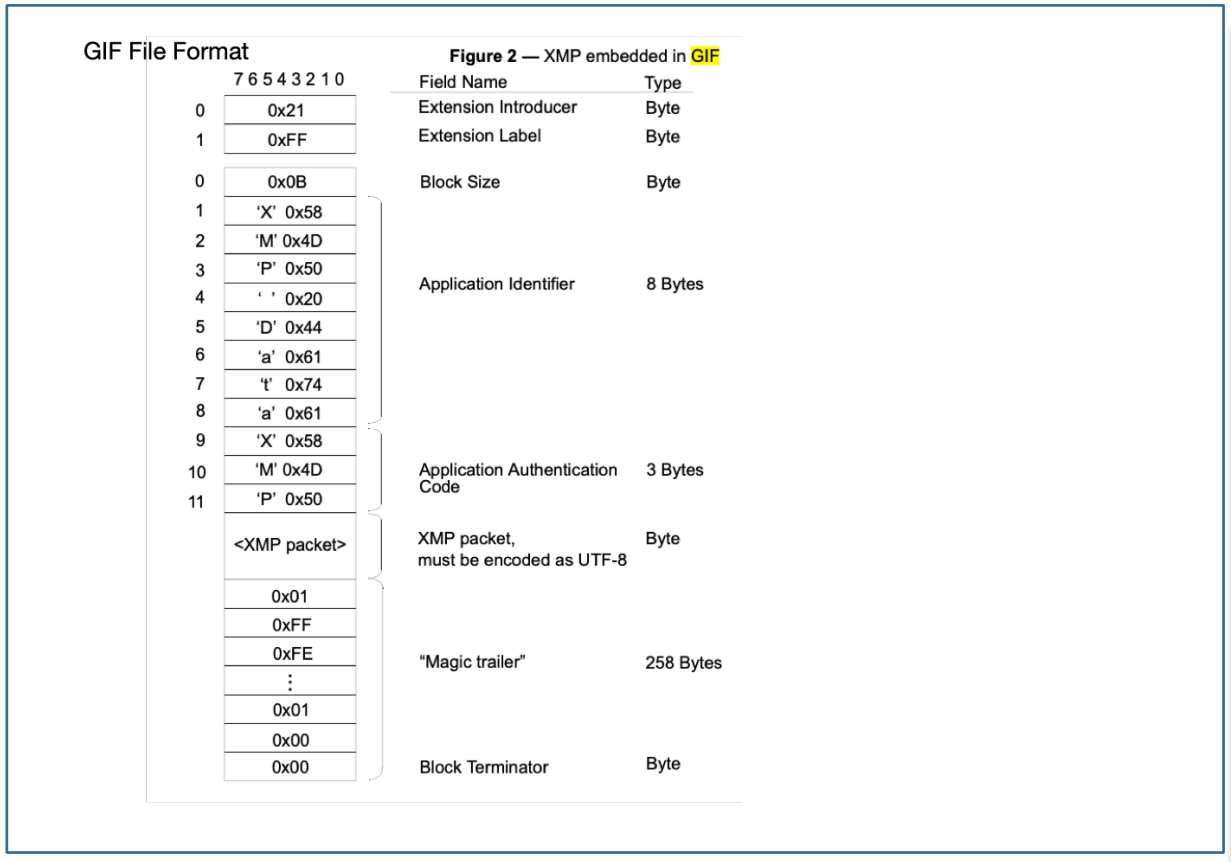 GIF File Format
Figure 2 — XMP embedded in GIF
7 6 5 4 3 2 1 0 Field Name Type
0 0x21 Extension Introducer Byte
1 0xFF Extension Label Byte
0 0x0B Block Size Byte
1 ‘X’ 0x58
2 ‘M’ 0x4D
3 ‘P’ 0x50
Application Identifier 8 Bytes
4 ‘ ’ 0x20
5 ‘D’ 0x44
6 ‘a’ 0x61
7 ‘t’ 0x74
8 ‘a’ 0x61
9 ‘X’ 0x58
10 ‘M’ 0x4D Application Authentication 3 Bytes
Code
11 ‘P’ 0x50
<XMP packet> XMP packet, Byte
must be encoded as UTF-8
0x01
0xFF
0xFE “Magic trailer” 258 Bytes
⋮
0x01
0x00
0x00 Block Terminator Byte